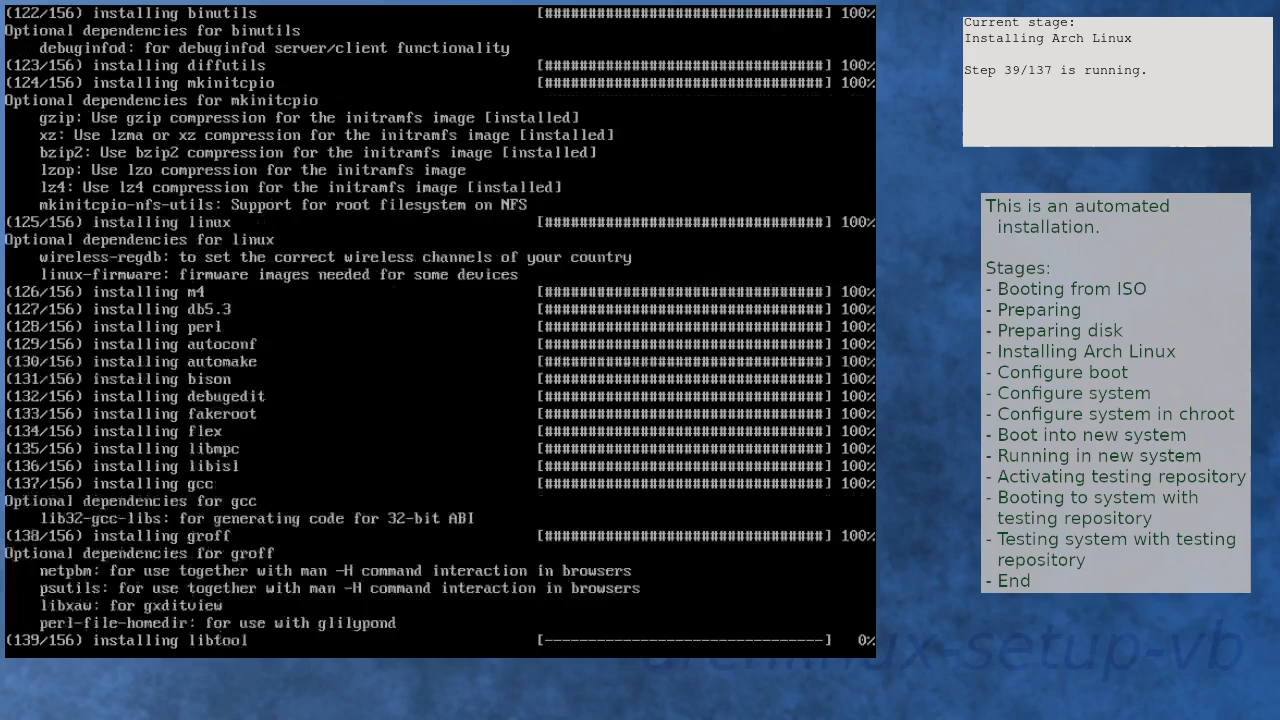 (122/156) installing binutils [################################] 100%
Optional dependencies for binutils
debuginfod: for debuginfod server/client functionality
(123/156) installing diffutils [################################] 100%
(124/156) installing mkinitcpio [################################] 100%
Optional dependencies for mkinitcpio
gzip: Use gzip compression for the initramfs image [installed]
xz: Use lzma or xz compression for the initramfs image [installed]
bzip2: Use bzip2 compression for the initramfs image [installed]
lzop: Use lzo compression for the initramfs image
lz4: Use lz4 compression for the initramfs image [installed]
mkinitcpio-nfs-utils: Support for root filesystem on NFS
(125/156) installing linux [################################] 100%
Optional dependencies for linux
wireless-regdb: to set the correct wireless channels of your country
linux-firmware: firmware images needed for some devices
(126/156) installing m4 [################################] 100%
(127/156) installing db5.3 [################################] 100%
(128/156) installing perl [################################] 100%
(129/156) installing autoconf [################################] 100%
(130/156) installing automake [################################] 100%
(131/156) installing bison [################################] 100%
(132/156) installing debugedit [################################] 100%
(133/156) installing fakeroot [################################] 100%
(134/156) installing flex [################################] 100%
(135/156) installing libmpc [################################] 100%
(136/156) installing libisl [################################] 100%
(137/156) installing gcc [################################] 100%
Optional dependencies for gcc
lib32-gcc-libs: for generating code for 32-bit ABI
(138/156) installing groff [################################] 100%
Optional dependencies for groff
netpbm: for use together with man -H command interaction in browsers
psutils: for use together with man -H command interaction in browsers
libxaw: for gxditview
perl-file-homedir: for use with glilypond
(139/156) installing libtool [--------------------------------] 0%
Current stage:
Installing Arch Linux
Step 39/137 is running.
This is an automated
installation.
Stages:
- Booting from ISO
- Preparing
- Preparing disk
- Installing Arch Linux
- Configure boot
- Configure system
- Configure system in chroot
- Boot into new system
- Running in new system
- Activating testing repository
- Booting to system with
testing repository
- Testing system with testing
repository
- End
archlinux-setup-vb